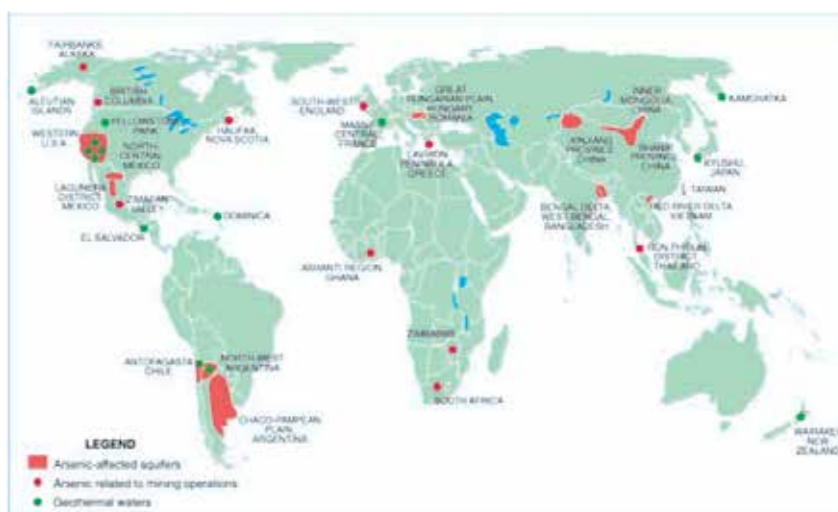 FAIRBANKS
ALASKA
ALEUTIAN
ISLANDS
BRITISH
COLUMBIA
YELLOWSTONE
PARK
WESTERN
U.S.A
NORTH-
CENTRAL
MEXICO
HALIFAX,
NOVA SCOTIA
LAGUNERA
DISTRICT
MEXICO
ZIMAPAN
VALLEY
DOMINICA
EL SALVADOR
SOUTH-WEST
ENGLAND
MASSIF
CENTRAL
FRANCE
GREAT
HUNGARIAN PLAIN
HUNGARY
ROMANIA
LAVRION
PENINSULA
GREECE
INNER
MONGOLIA,
KAMCHATKA
XINJIANG
PROVINCE
CHINA
SHANXI
PROVINCE
CHINA
KYUSHU,
JAPAN
TAIWAN
BENGAL DELTA
WEST-BENGAL,
BANGLADESH
RED RIVER DELTA
VIETNAM
RON PHIBUN
DISTRICT
THAILAND
GHANA
ZIMBABWE
SOUTH AFRICA
ANTOFAGASTA
CHILE
NORTH-WEST
ARGENTINA
CHACO-PAMPEAN
PLAIN
ARGENTINA
WAIRAKEI
NEW
ZEALAND
LEGEND
Arsenic-affected aquifers
Arsenic related to mining operations
Geothermal waters